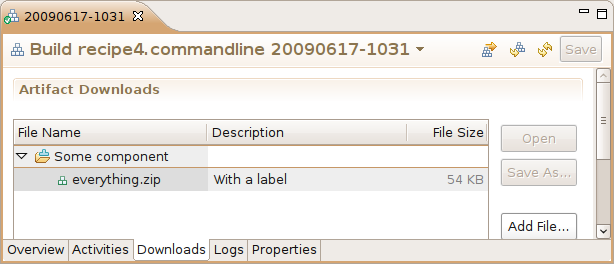 20090617-1031
Build recipe4.commandline 20090617-1031
Save
Artifact Downloads
File Name Description File Size
Open
Some component
Save As...
everything.zip With a label 54 KB
Add File...
Overview Activities Downloads Logs Properties